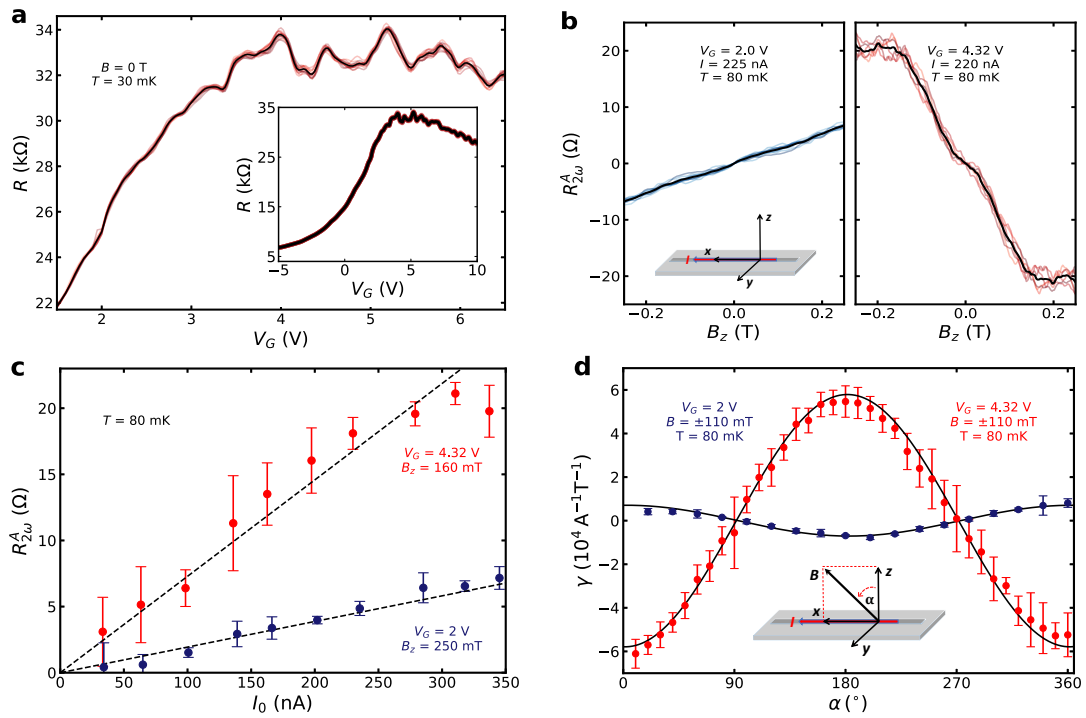 a
R (kΩ)
34
32
30
28
26
24
22
B = 0 T
T = 30 mK
R (kΩ)
35
25
15
5
−5
0
5
10
V_G (V)
2
3
4
5
6
V_G (V)
b
R^A_{2ω} (Ω)
20
10
0
−10
−20
V_G = 2.0 V
I = 225 nA
T = 80 mK
z
x
I
y
−0.2
0.0
0.2
B_z (T)
V_G = 4.32 V
I = 220 nA
T = 80 mK
−0.2
0.0
0.2
B_z (T)
c
R^A_{2ω} (Ω)
20
15
10
5
0
T = 80 mK
V_G = 4.32 V
B_z = 160 mT
V_G = 2 V
B_z = 250 mT
0
50
100
150
200
250
300
350
I_0 (nA)
d
γ (10^4 A^{−1}T^{−1})
6
4
2
0
−2
−4
−6
V_G = 2 V
B = ±110 mT
T = 80 mK
V_G = 4.32 V
B = ±110 mT
T = 80 mK
B
z
α
x
I
y
0
90
180
270
360
α (°)